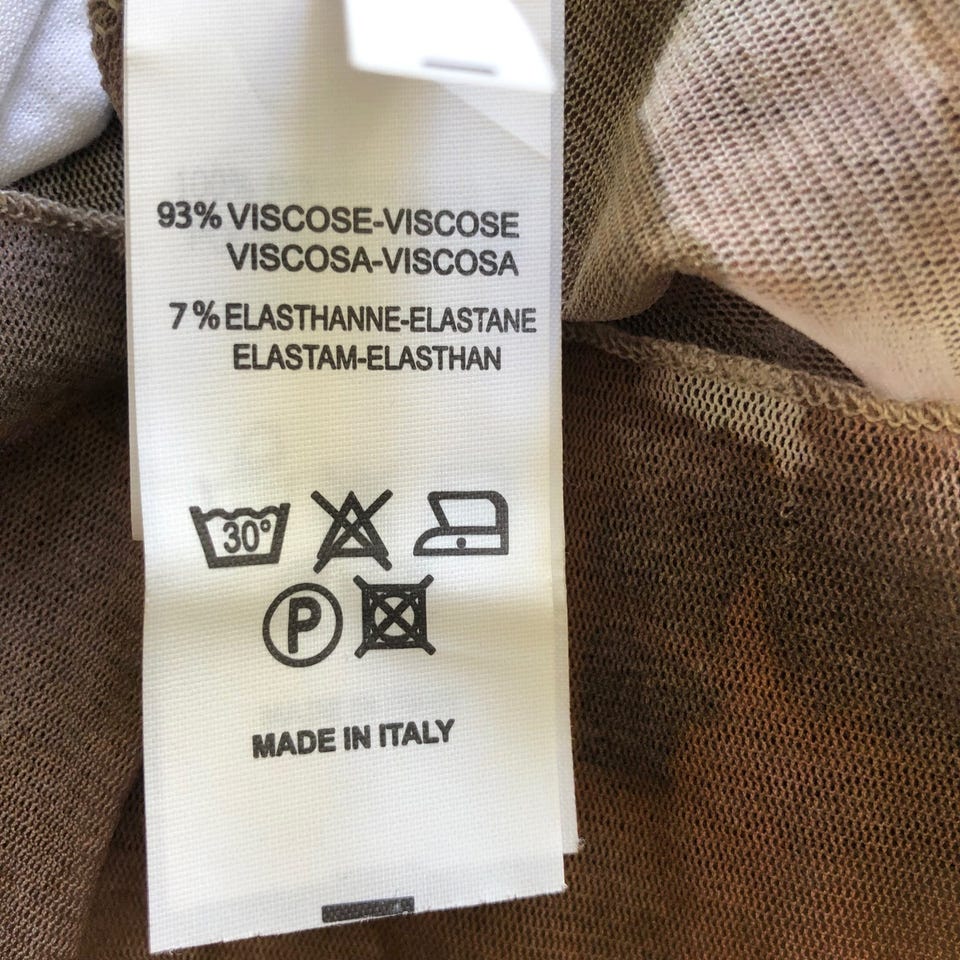 93% VISCOSE-VISCOSE
VISCOSA-VISCOSA
7% ELASTHANNE-ELASTANE
ELASTAM-ELASTHAN
30°
P
MADE IN ITALY